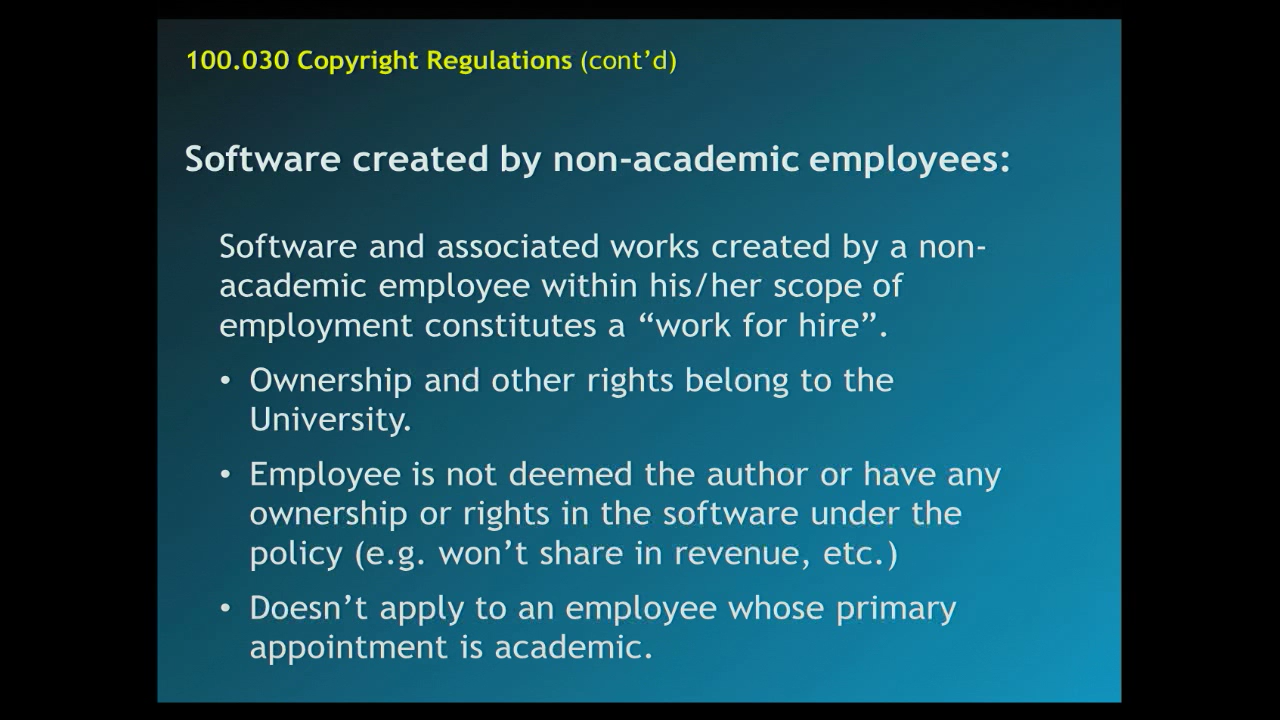 100.030 Copyright Regulations (cont’d)
Software created by non-academic employees:
Software and associated works created by a non-
academic employee within his/her scope of
employment constitutes a “work for hire”.
• Ownership and other rights belong to the
University.
• Employee is not deemed the author or have any
ownership or rights in the software under the
policy (e.g. won’t share in revenue, etc.)
• Doesn’t apply to an employee whose primary
appointment is academic.